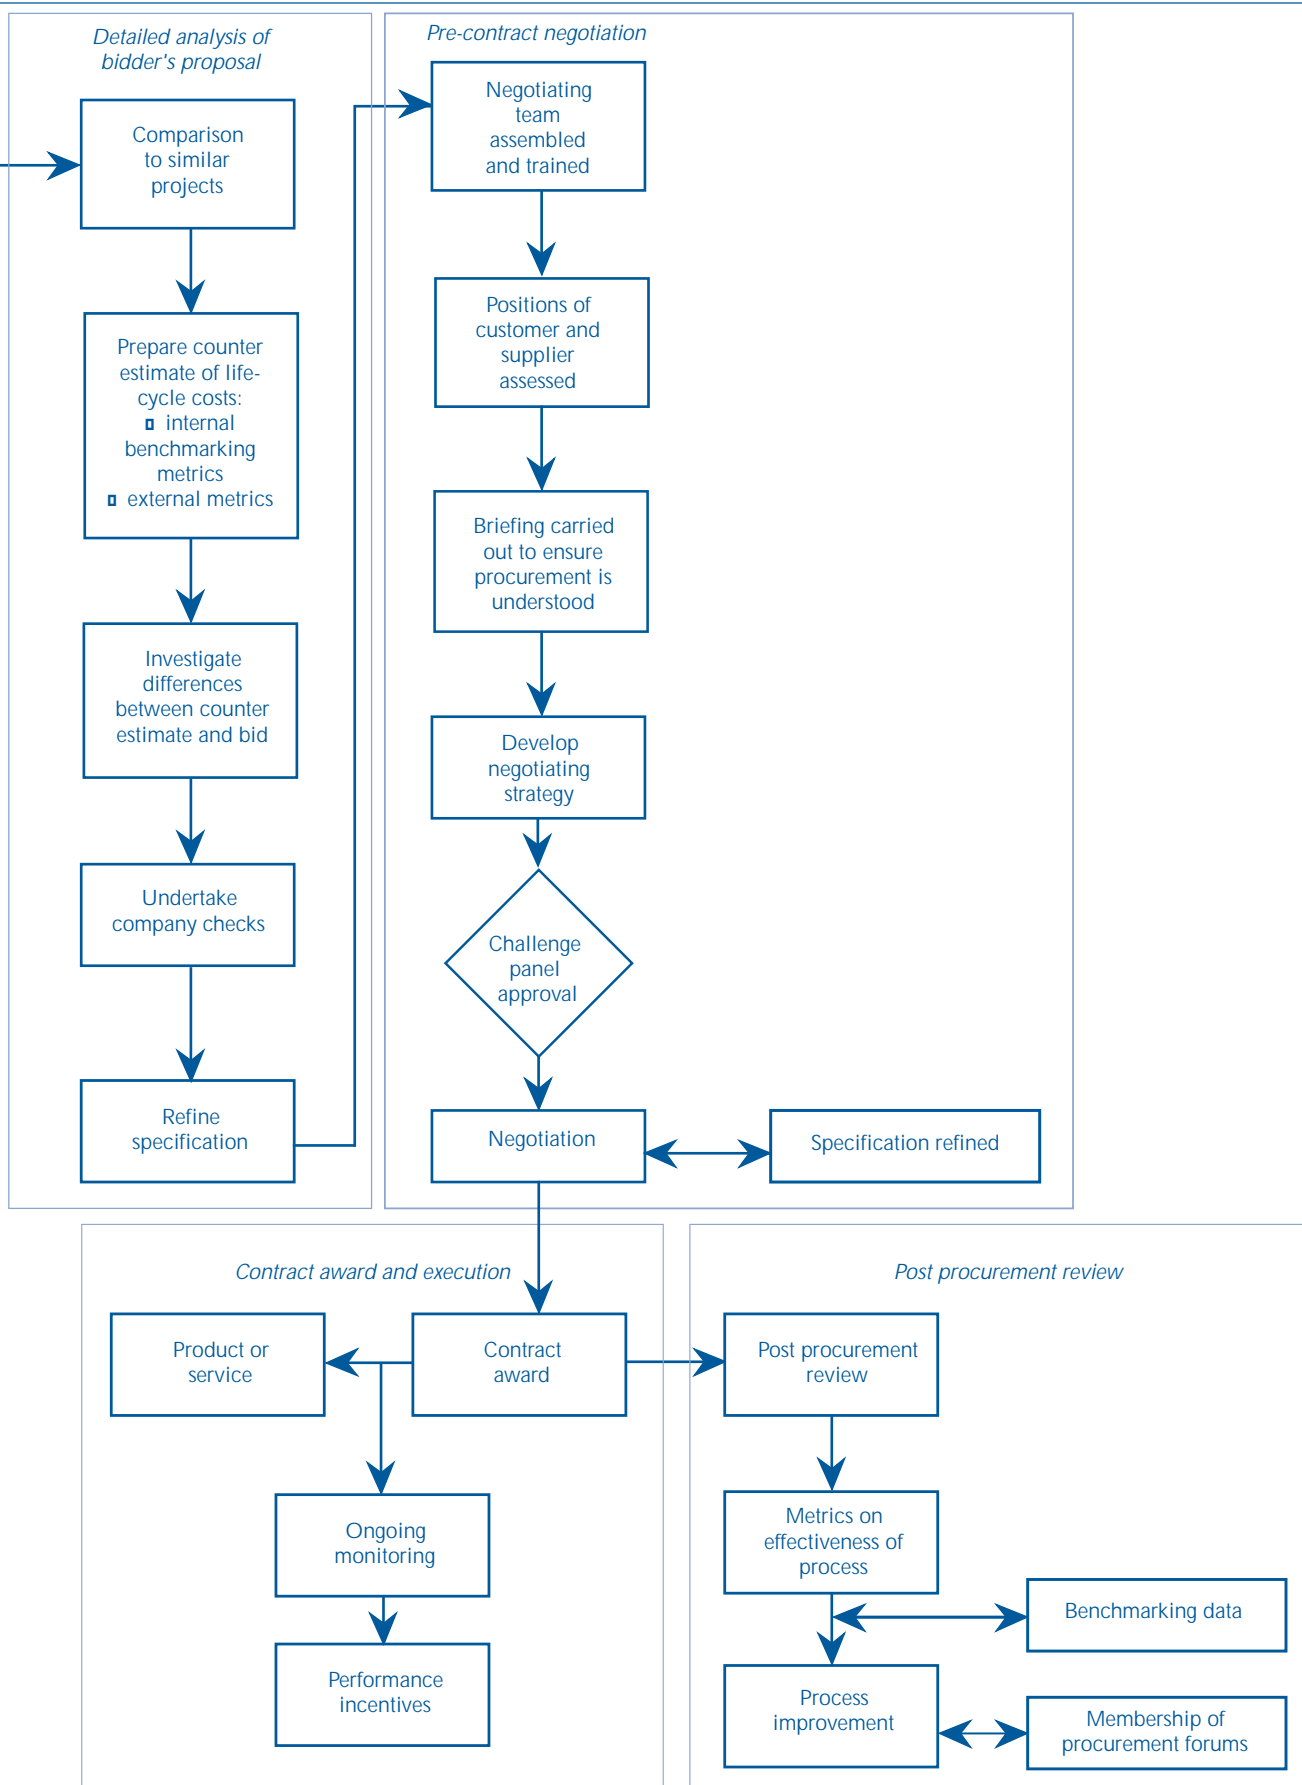 Detailed analysis of
bidder's proposal
Comparison
to similar
projects
Prepare counter
estimate of life-
cycle costs:
▯ internal
benchmarking
metrics
▯ external metrics
Investigate
differences
between counter
estimate and bid
Undertake
company checks
Refine
specification
Pre-contract negotiation
Negotiating
team
assembled
and trained
Positions of
customer and
supplier
assessed
Briefing carried
out to ensure
procurement is
understood
Develop
negotiating
strategy
Challenge
panel
approval
Negotiation
Specification refined
Contract award and execution
Product or
service
Contract
award
Ongoing
monitoring
Performance
incentives
Post procurement review
Post procurement
review
Metrics on
effectiveness of
process
Benchmarking data
Process
improvement
Membership of
procurement forums